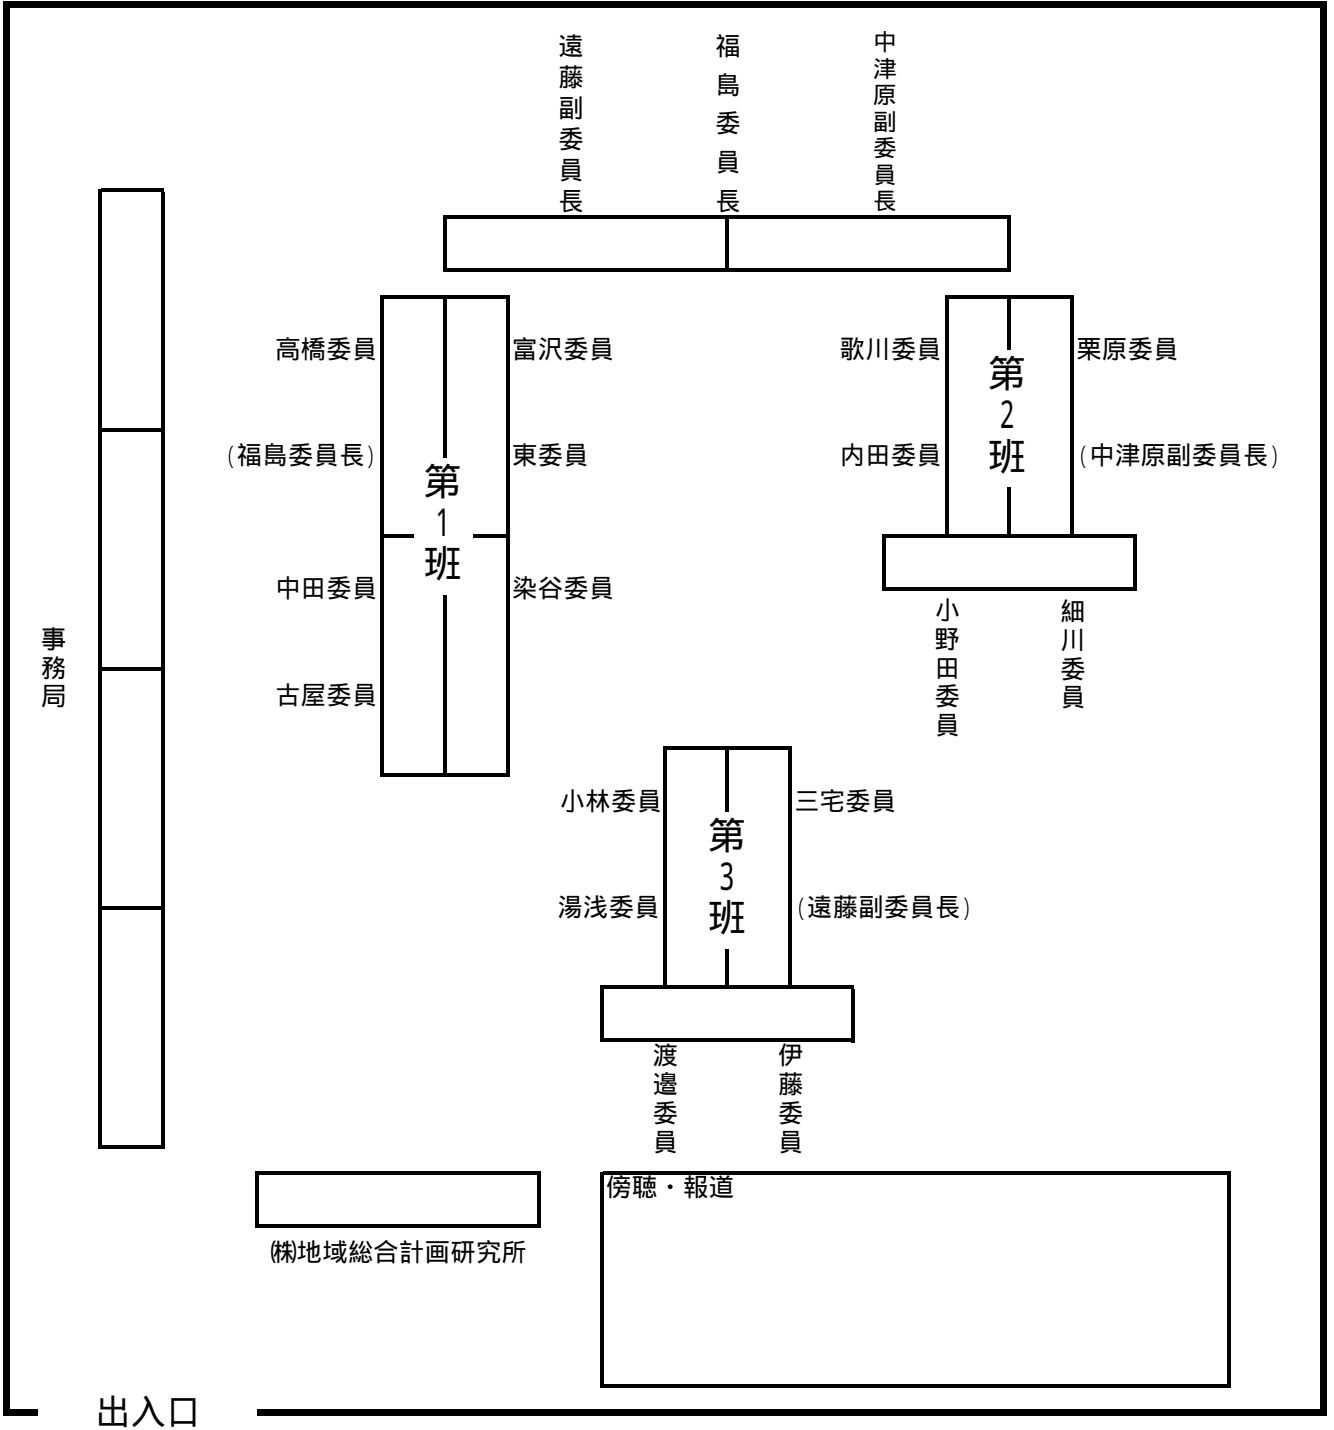 遠藤副委員長
福島委員長
中津原副委員長
高橋委員
富沢委員
歌川委員
栗原委員
(福島委員長)
東委員
内田委員
(中津原副委員長)
第1班
第2班
中田委員
染谷委員
古屋委員
小野田委員
細川委員
事務局
小林委員
三宅委員
湯浅委員
(遠藤副委員長)
第3班
渡邉委員
伊藤委員
傍聴・報道
㈱地域総合計画研究所
出入口